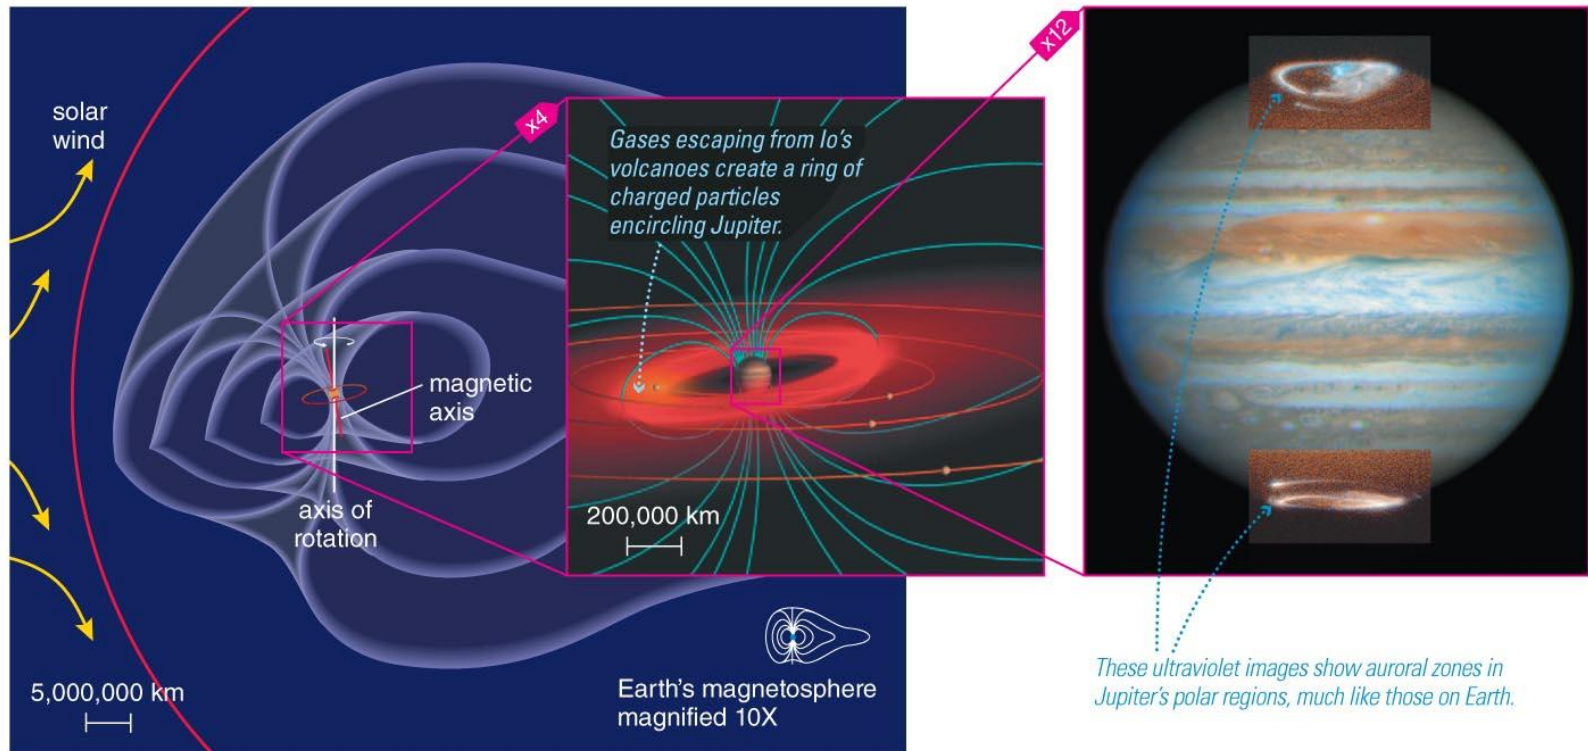 solar
wind
magnetic
axis
axis of
rotation
5,000,000 km
Earth's magnetosphere
magnified 10X
x4
Gases escaping from Io's
volcanoes create a ring of
charged particles
encircling Jupiter.
200,000 km
x12
These ultraviolet images show auroral zones in
Jupiter's polar regions, much like those on Earth.